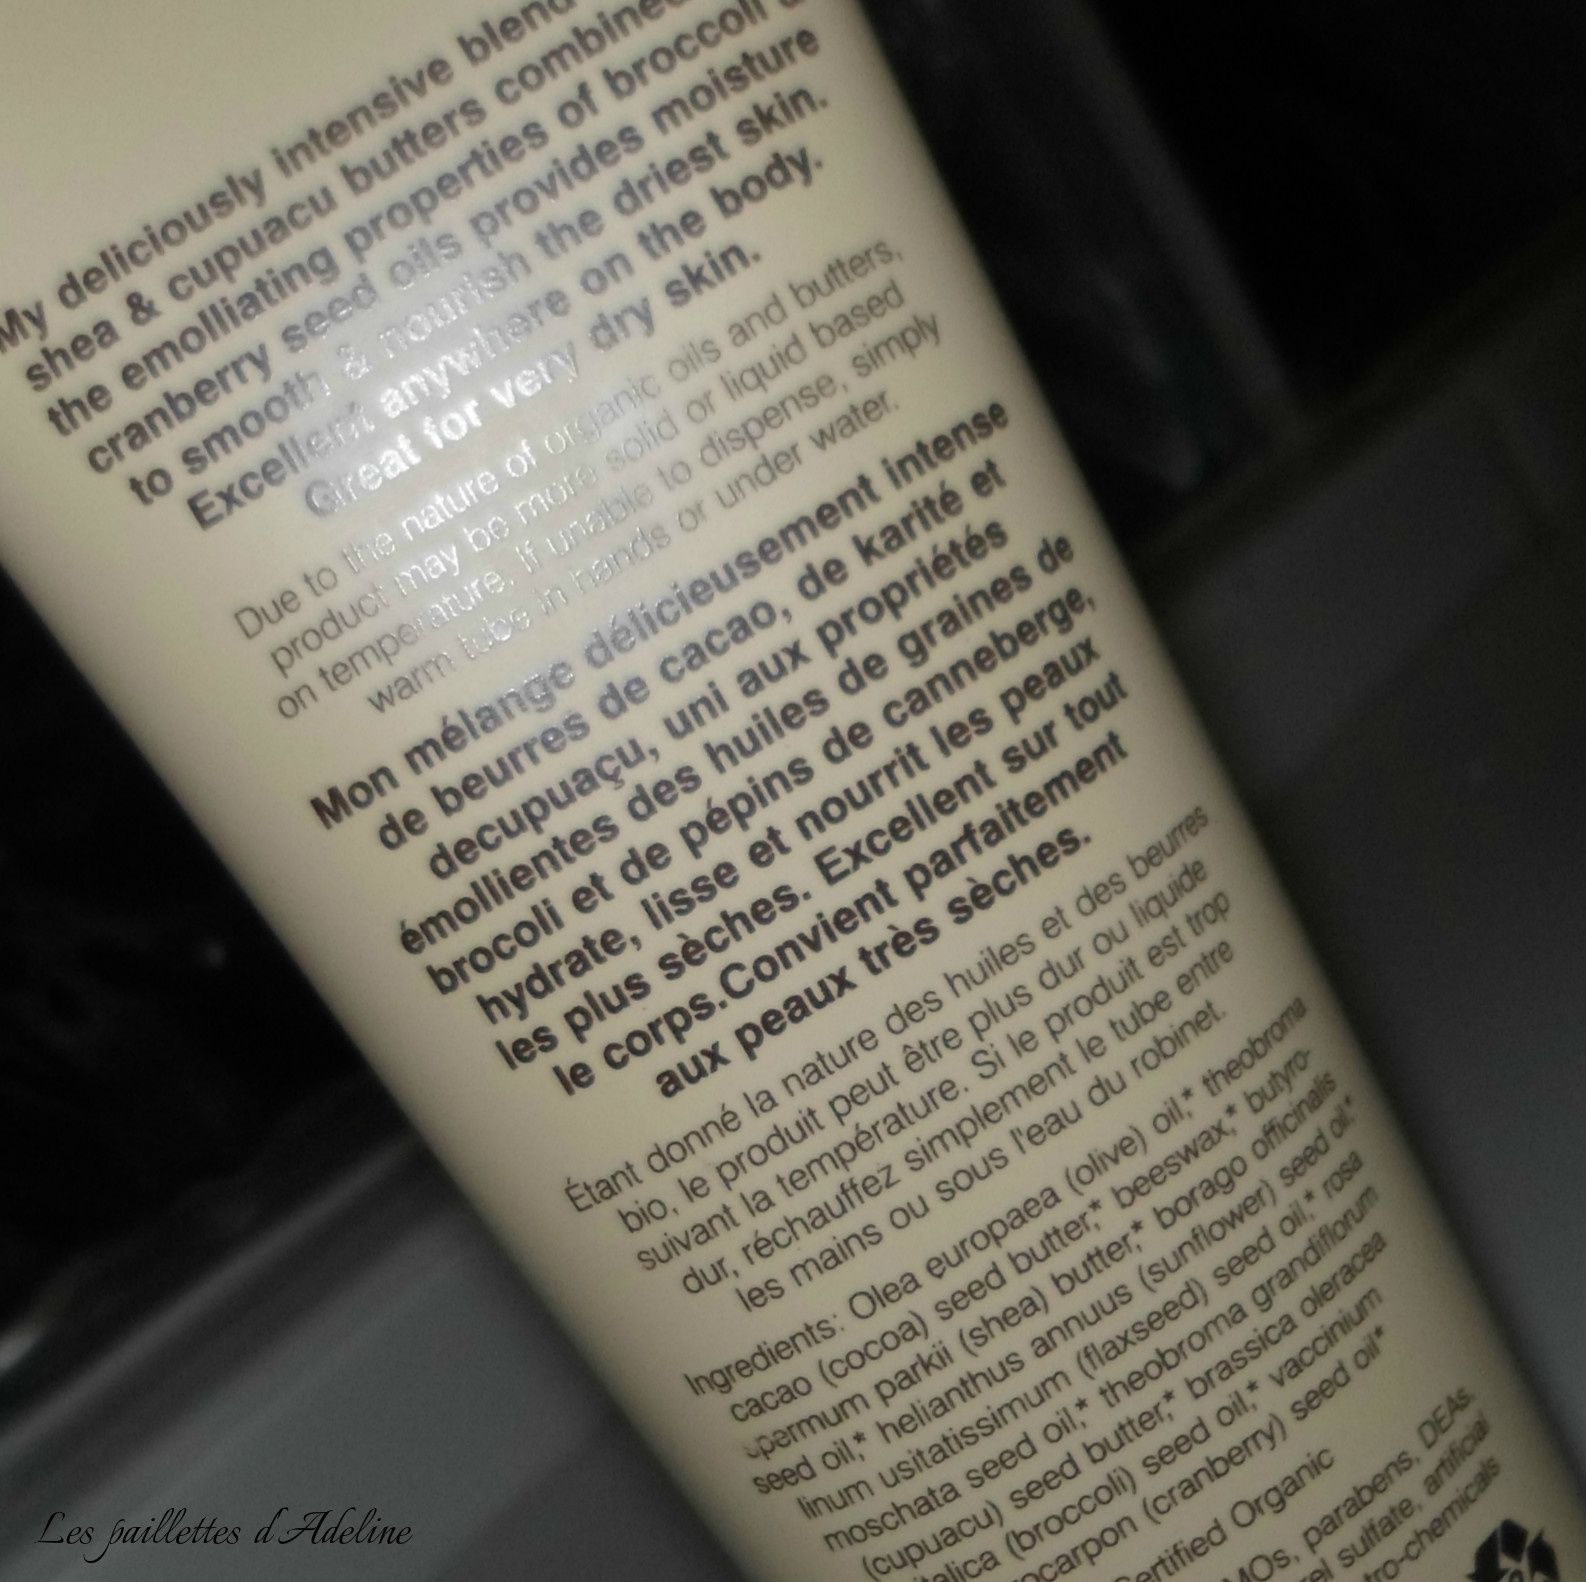 My deliciously intensive blend
shea & cupuacu butters combined
the emolliating properties of broccoli &
cranberry seed oils provides moisture
to smooth & nourish the driest skin.
Excellent anywhere on the body.
Great for very dry skin.
Due to the nature of organic oils and butters,
product may be more solid or liquid based
on temperature. If unable to dispense, simply
warm tube in hands or under water.
Mon mélange délicieusement intense
de beurres de cacao, de karité et
decupuaçu, uni aux propriétés
émollientes des huiles de graines de
brocoli et de pépins de canneberge,
hydrate, lisse et nourrit les peaux
les plus sèches. Excellent sur tout
le corps.Convient parfaitement
aux peaux très sèches.
Étant donné la nature des huiles et des beurres
bio, le produit peut être plus dur ou liquide
suivant la température. Si le produit est trop
dur, réchauffez simplement le tube entre
les mains ou sous l'eau du robinet.
Ingredients: Olea europaea (olive) oil,* theobroma
cacao (cocoa) seed butter,* beeswax,* butyro-
spermum parkii (shea) butter,* borago officinalis
seed oil,* helianthus annuus (sunflower) seed oil,*
linum usitatissimum (flaxseed) seed oil,* rosa
moschata seed oil,* theobroma grandiflorum
(cupuacu) seed butter,* brassica oleracea
italica (broccoli) seed oil,* vaccinium
ocarpon (cranberry) seed oil*
Certified Organic
MOs, parabens, DEAs,
rel sulfate, artificial
tro-chemicals
Les paillettes d'Adeline